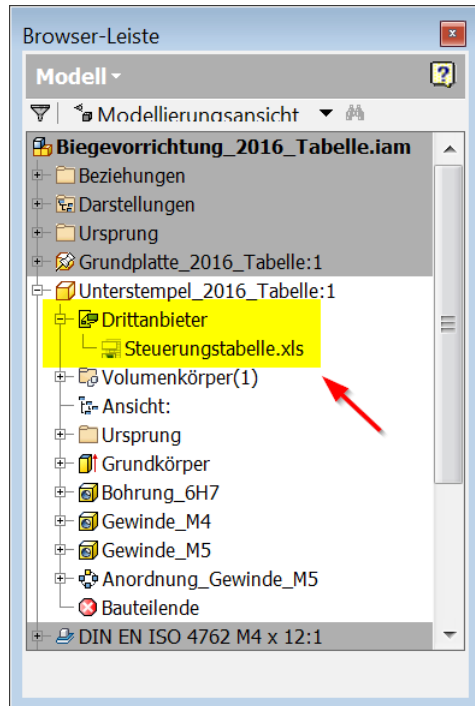 Browser-Leiste
Modell
Modellierungsansicht
Biegevorrichtung_2016_Tabelle.iam
Beziehungen
Darstellungen
Ursprung
Grundplatte_2016_Tabelle:1
Unterstempel_2016_Tabelle:1
Drittanbieter
Steuerungstabelle.xls
Volumenkörper(1)
Ansicht:
Ursprung
Grundkörper
Bohrung_6H7
Gewinde_M4
Gewinde_M5
Anordnung_Gewinde_M5
Bauteilende
DIN EN ISO 4762 M4 x 12:1